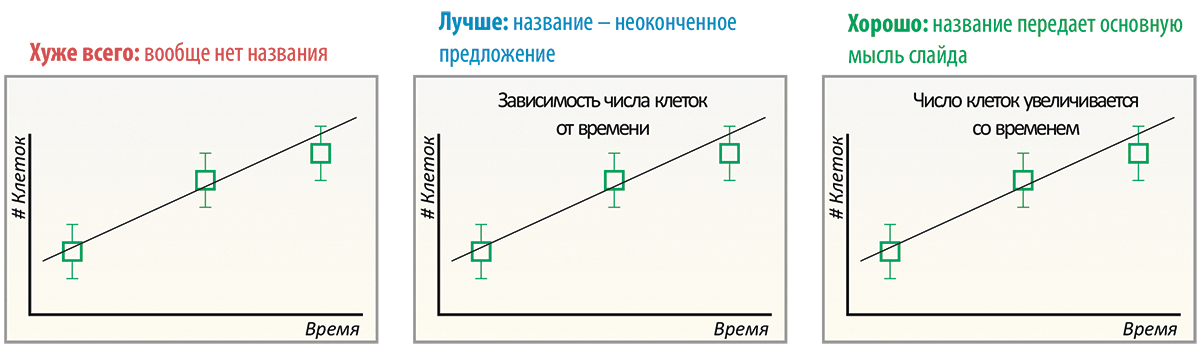 Хуже всего: вообще нет названия
# Клеток
Время
Лучше: название – неоконченное
предложение
Зависимость числа клеток
от времени
# Клеток
Время
Хорошо: название передает основную
мысль слайда
Число клеток увеличивается
со временем
# Клеток
Время